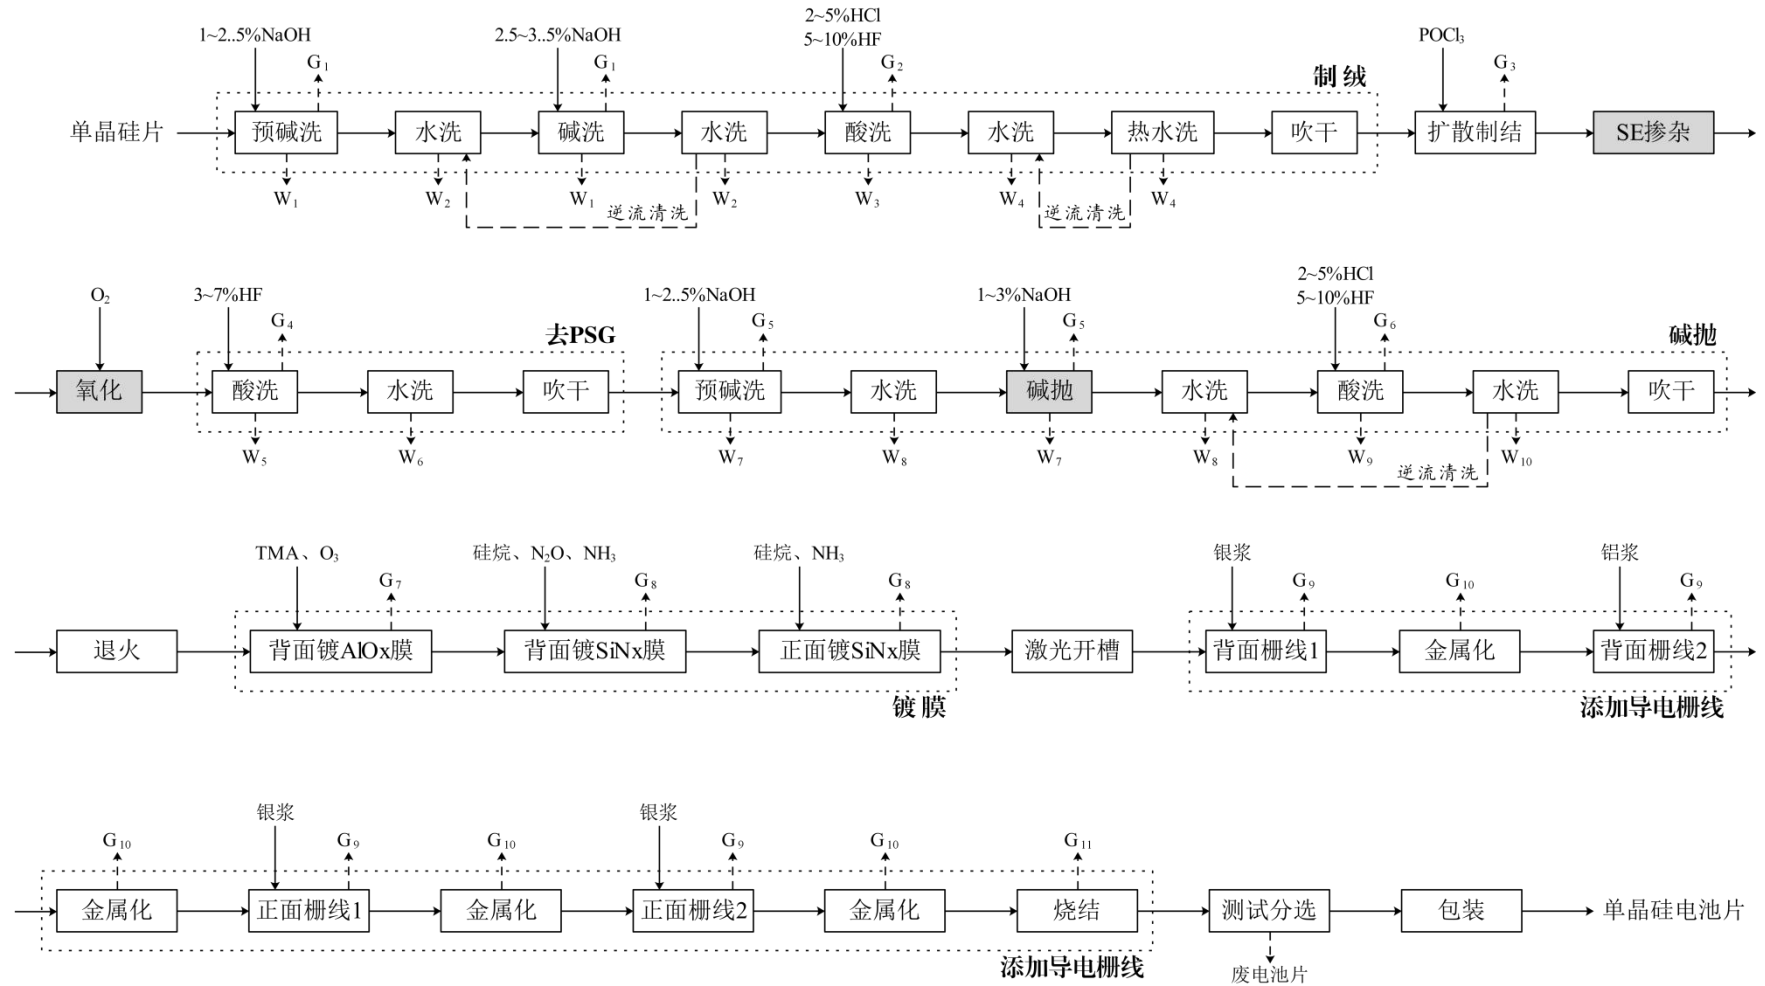 2~5%HCl
1~2..5%NaOH 2.5~3..5%NaOH 5~10%HF POCl₃
G₁ G₁ G₂ G₃
制绒
单晶硅片 预碱洗 水洗 碱洗 水洗 酸洗 水洗 热水洗 吹干 扩散制结 SE掺杂
W₁ W₂ W₁ W₂ W₃ W₄ W₄
逆流清洗 逆流清洗
2~5%HCl
O₂ 3~7%HF 1~2..5%NaOH 1~3%NaOH 5~10%HF
G₄ G₅ G₅ G₆
去PSG 碱抛
氧化 酸洗 水洗 吹干 预碱洗 水洗 碱抛 水洗 酸洗 水洗 吹干
W₅ W₆ W₇ W₈ W₇ W₈ W₉ W₁₀
逆流清洗
TMA、O₃ 硅烷、N₂O、NH₃ 硅烷、NH₃ 银浆 铝浆
G₇ G₈ G₈ G₉ G₁₀ G₉
退火 背面镀AlOx膜 背面镀SiNx膜 正面镀SiNx膜 激光开槽 背面栅线1 金属化 背面栅线2
镀膜 添加导电栅线
银浆 银浆
G₁₀ G₉ G₁₀ G₉ G₁₀ G₁₁
金属化 正面栅线1 金属化 正面栅线2 金属化 烧结 测试分选 包装 单晶硅电池片
添加导电栅线 废电池片